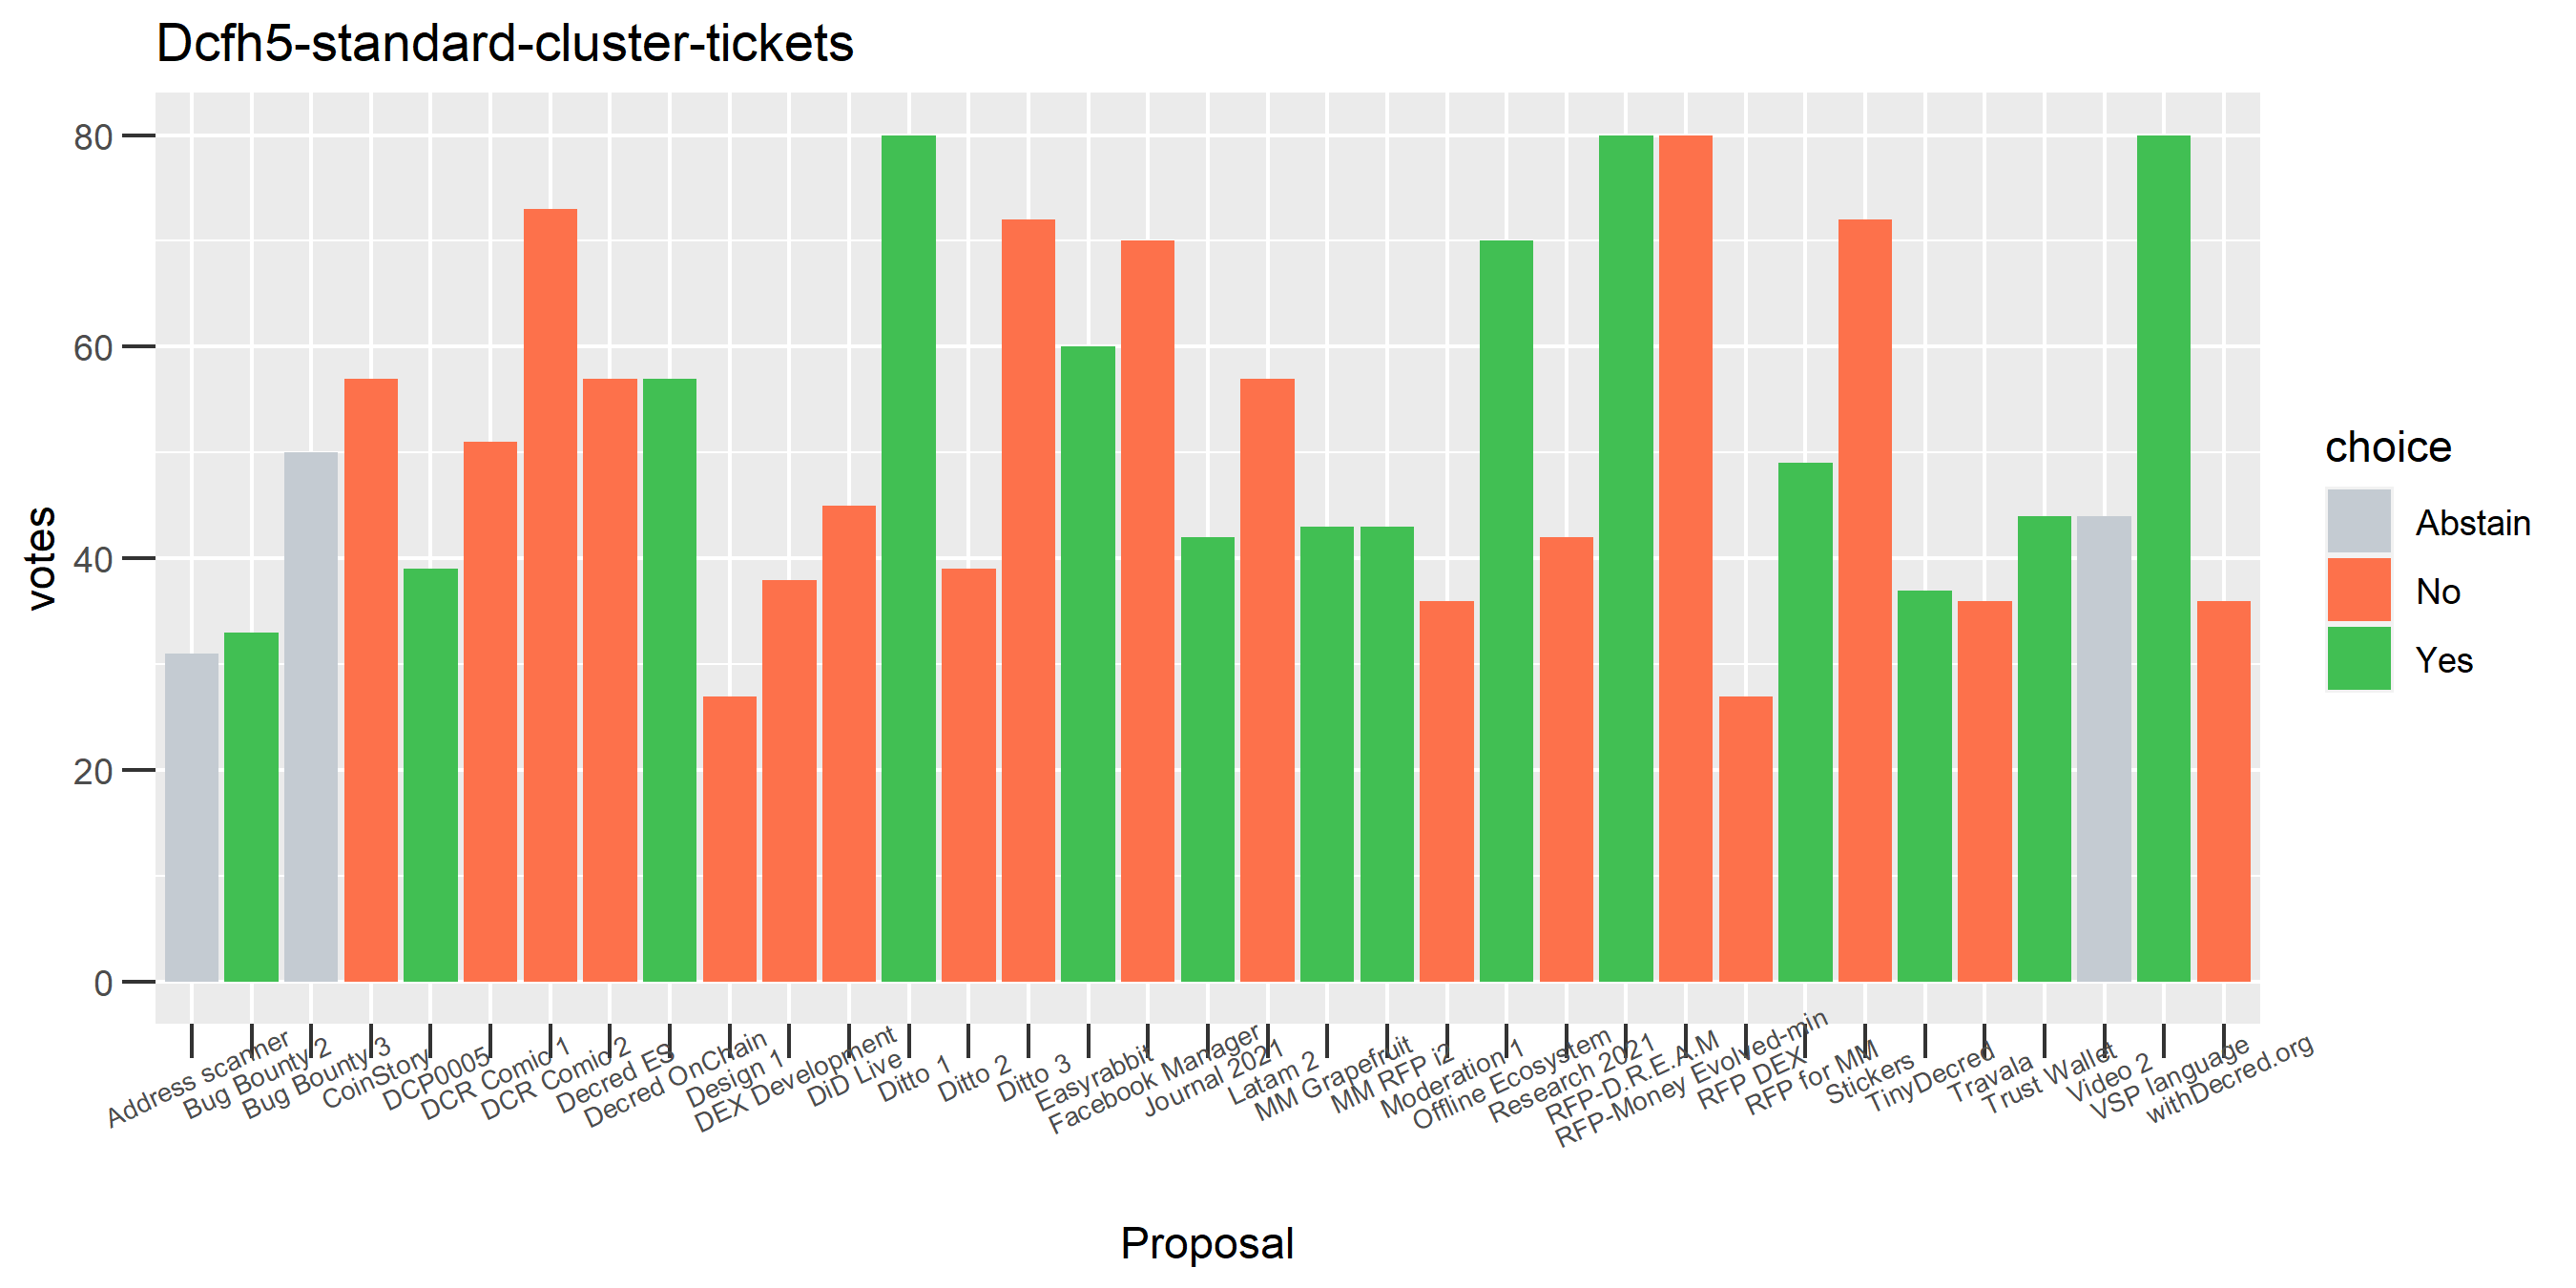 Dcfh5-standard-cluster-tickets
votes
80
60
40
20
0
Address scanner
Bug Bounty 2
Bug Bounty 3
CoinStory
DCP0005
DCR Comic 1
DCR Comic 2
Decred ES
Decred OnChain
Design 1
DEX Development
DiD Live
Ditto 1
Ditto 2
Ditto 3
Easyrabbit
Facebook Manager
Journal 2021
Latam 2
MM Grapefruit
MM RFP i2
Moderation 1
Offline Ecosystem
Research 2021
RFP-D.R.E.A.M
RFP-Money Evolved-min
RFP DEX
RFP for MM
Stickers
TinyDecred
Travala
Trust Wallet
Video 2
VSP language
withDecred.org
Proposal
choice
Abstain
No
Yes